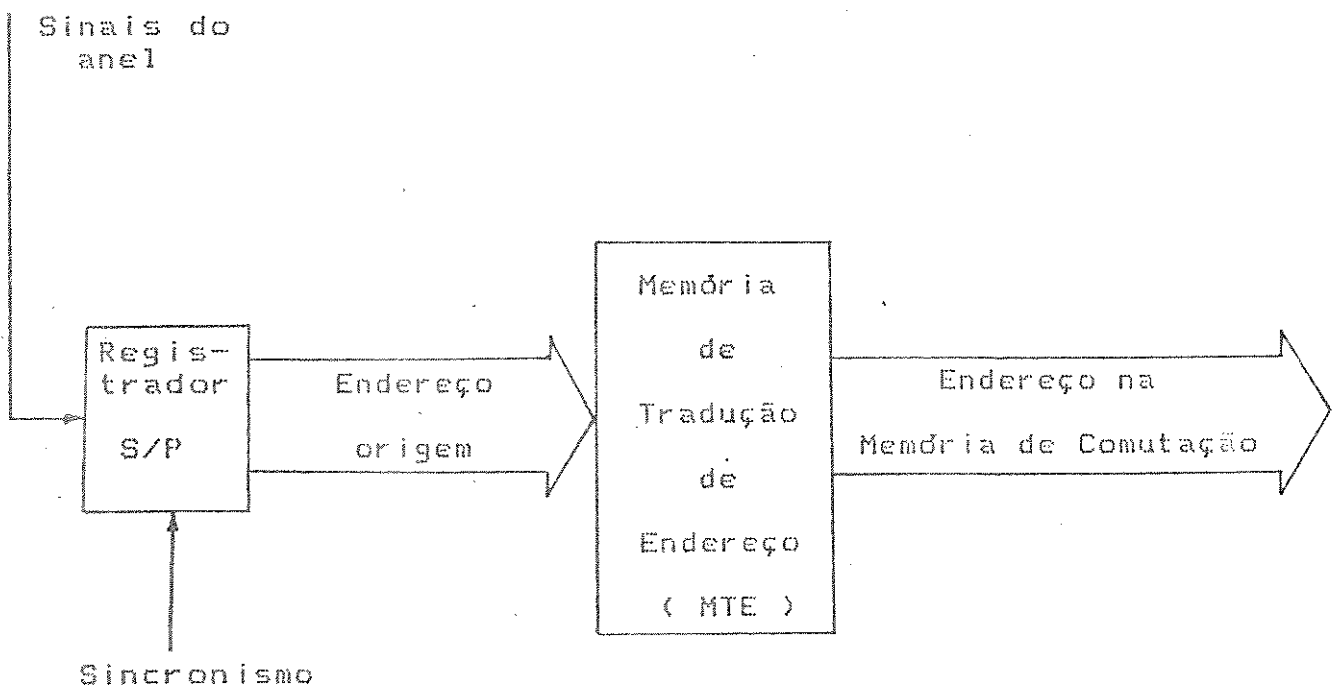 Sinais do
anel
Regis-
trador
S/P
Endereço
origem
Memória
de
Tradução
de
Endereço
( MTE )
Endereço na
Memória de Comutação
Sincronismo